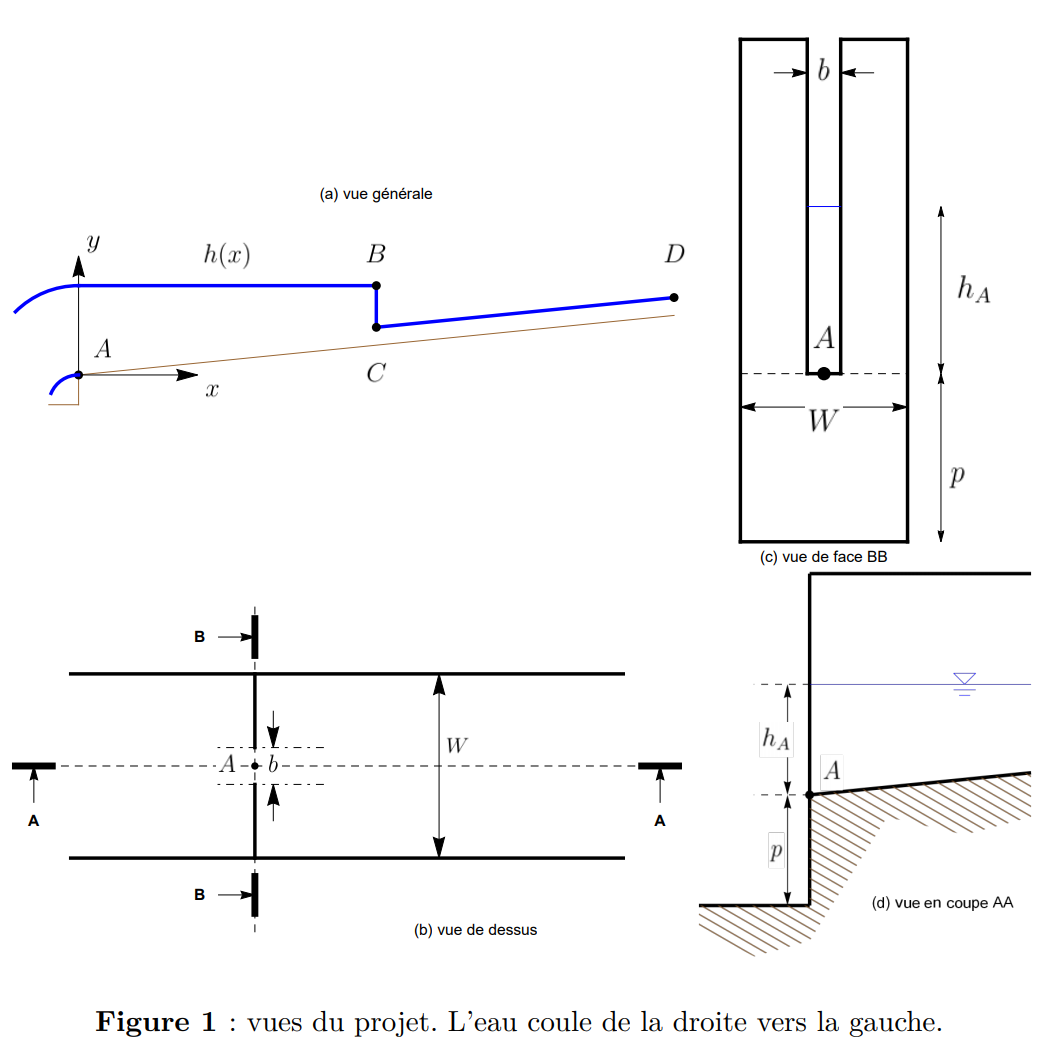 (a) vue générale
y
h(x)
B
D
A
x
C
b
h_A
A
W
p
(c) vue de face BB
B
W
A
b
A
A
B
(b) vue de dessus
h_A
A
p
(d) vue en coupe AA
Figure 1 : vues du projet. L'eau coule de la droite vers la gauche.